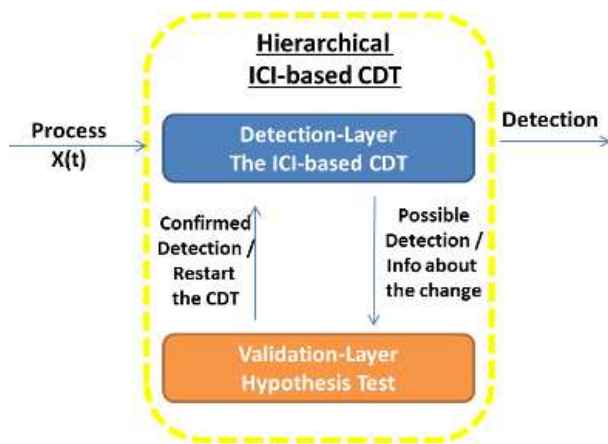 Hierarchical
ICI-based CDT
Process
X(t)
Detection-Layer
The ICI-based CDT
Detection
Confirmed
Detection /
Restart
the CDT
Possible
Detection /
Info about
the change
Validation-Layer
Hypothesis Test